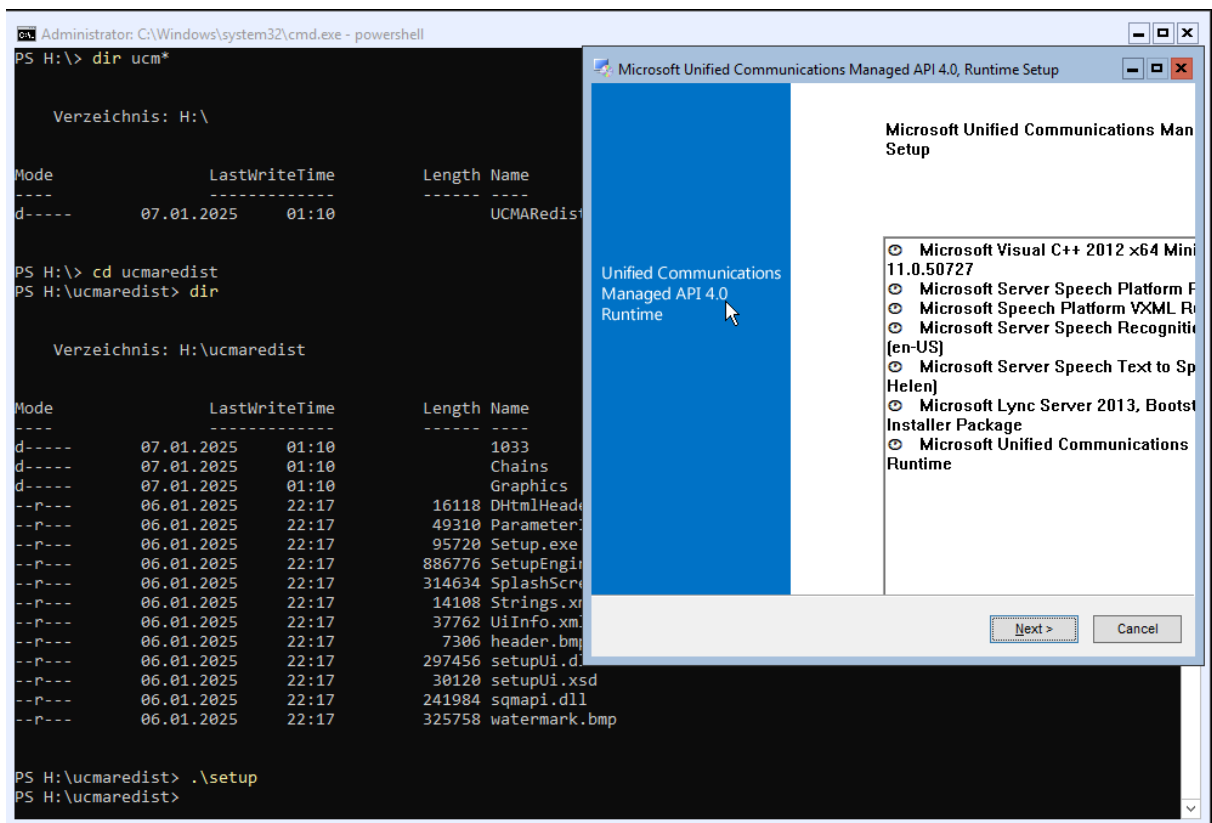 Administrator: C:\Windows\system32\cmd.exe - powershell
PS H:\> dir ucm*
Verzeichnis: H:\
Mode LastWriteTime Length Name
---- ------------- ------ ----
d----- 07.01.2025 01:10 UCMARedist
PS H:\> cd ucmaredist
PS H:\ucmaredist> dir
Verzeichnis: H:\ucmaredist
Mode LastWriteTime Length Name
---- ------------- ------ ----
d----- 07.01.2025 01:10 1033
d----- 07.01.2025 01:10 Chains
d----- 07.01.2025 01:10 Graphics
--r--- 06.01.2025 22:17 16118 DHtmlHead
--r--- 06.01.2025 22:17 49310 Parameter
--r--- 06.01.2025 22:17 95720 Setup.exe
--r--- 06.01.2025 22:17 886776 SetupEngi
--r--- 06.01.2025 22:17 314634 SplashScr
--r--- 06.01.2025 22:17 14108 Strings.x
--r--- 06.01.2025 22:17 37762 UiInfo.xm
--r--- 06.01.2025 22:17 7306 header.bm
--r--- 06.01.2025 22:17 297456 setupUi.d
--r--- 06.01.2025 22:17 30120 setupUi.xsd
--r--- 06.01.2025 22:17 241984 sqmapi.dll
--r--- 06.01.2025 22:17 325758 watermark.bmp
PS H:\ucmaredist> .\setup
PS H:\ucmaredist>
Microsoft Unified Communications Managed API 4.0, Runtime Setup
Unified Communications
Managed API 4.0
Runtime
Microsoft Unified Communications Man
Setup
Microsoft Visual C++ 2012 x64 Mini
11.0.50727
Microsoft Server Speech Platform
Microsoft Speech Platform VXML
Microsoft Server Speech Recogniti
(en-US)
Microsoft Server Speech Text to Sp
Helen)
Microsoft Lync Server 2013, Bootst
Installer Package
Microsoft Unified Communications
Runtime
Next >
Cancel